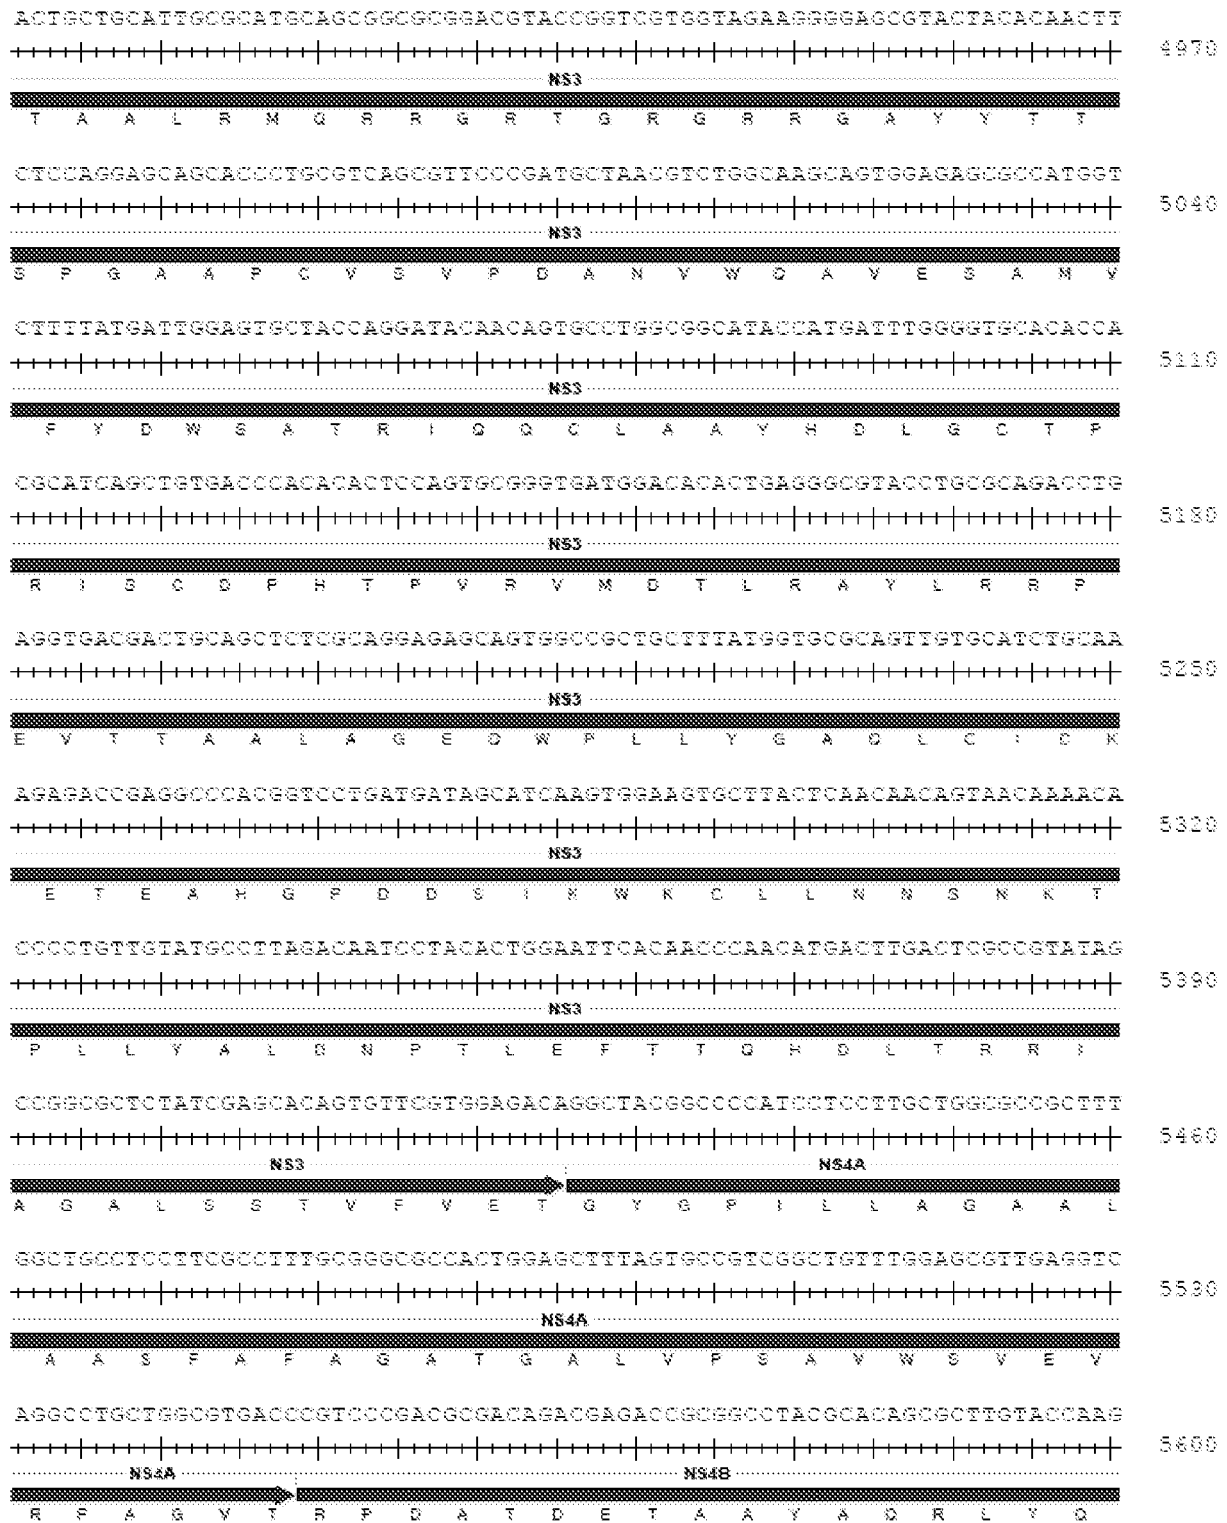 ACTGCTGCATTGCGCATGCAGCGGCGCGGACGTACCGGTCGTGGTAGAAGGGGAGCGTACTACACAACTT
4970
NS3
T A A L R M Q R R G R T G R G R R G A Y Y T T
CTCCAGGAGCAGCACCCTGCGTCAGCGTTCCCGATGCTAACGTCTGGCAAGCAGTGGAGAGCGCCATGGT
5040
NS3
S P G A A P C V S V P D A N V W Q A V E S A M V
CTTTTATGATTGGAGTGCTACCAGGATACAACAGTGCCTGGCGGCATACCATGATTTGGGGTGCACACCA
5110
NS3
F Y D W S A T R I Q Q C L A A Y H D L G C T P
CGCATCAGCTGTGACCCACACACTCCAGTGCGGGTGATGGACACACTGAGGGCGTACCTGCGCAGACCTG
5180
NS3
R I S C D P H T P V R V M D T L R A Y L R R P
AGGTGACGACTGCAGCTCTCGCAGGAGAGCAGTGGCCGCTGCTTTATGGTGCGCAGTTGTGCATCTGCAA
5250
NS3
E V T T A A L A G E Q W P L L Y G A Q L C I C K
AGAGACCGAGGCCCACGGTCCTGATGATAGCATCAAGTGGAAGTGCTTACTCAACAACAGTAACAAAACA
5320
NS3
E T E A H G P D D S I K W K C L L N N S N K T
CCCCTGTTGTATGCCTTAGACAATCCTACACTGGAATTCACAACCCAACATGACTTGACTCGCCGTATAG
5390
NS3
P L L Y A L D N P T L E F T T Q H D L T R R I
CCGGCGCTCTATCGAGCACAGTGTTCGTGGAGACAGGCTACGGCCCCATCCTCCTTGCTGGCGCCGCTTT
5460
NS3 NS4A
A G A L S S T V F V E T G Y G P I L L A G A A L
GGCTGCCTCCTTCGCCTTTGCGGGCGCCACTGGAGCTTTAGTGCCGTCGGCTGTTTGGAGCGTTGAGGTC
5530
NS4A
A A S F A F A G A T G A L V P S A V W S V E V
AGGCCTGCTGGCGTGACCCGTCCCGACGCGACAGACGAGACCGCGGCCTACGCACAGCGCTTGTACCAAG
5600
NS4A NS4B
R P A G V T R P D A T D E T A A Y A Q R L Y Q